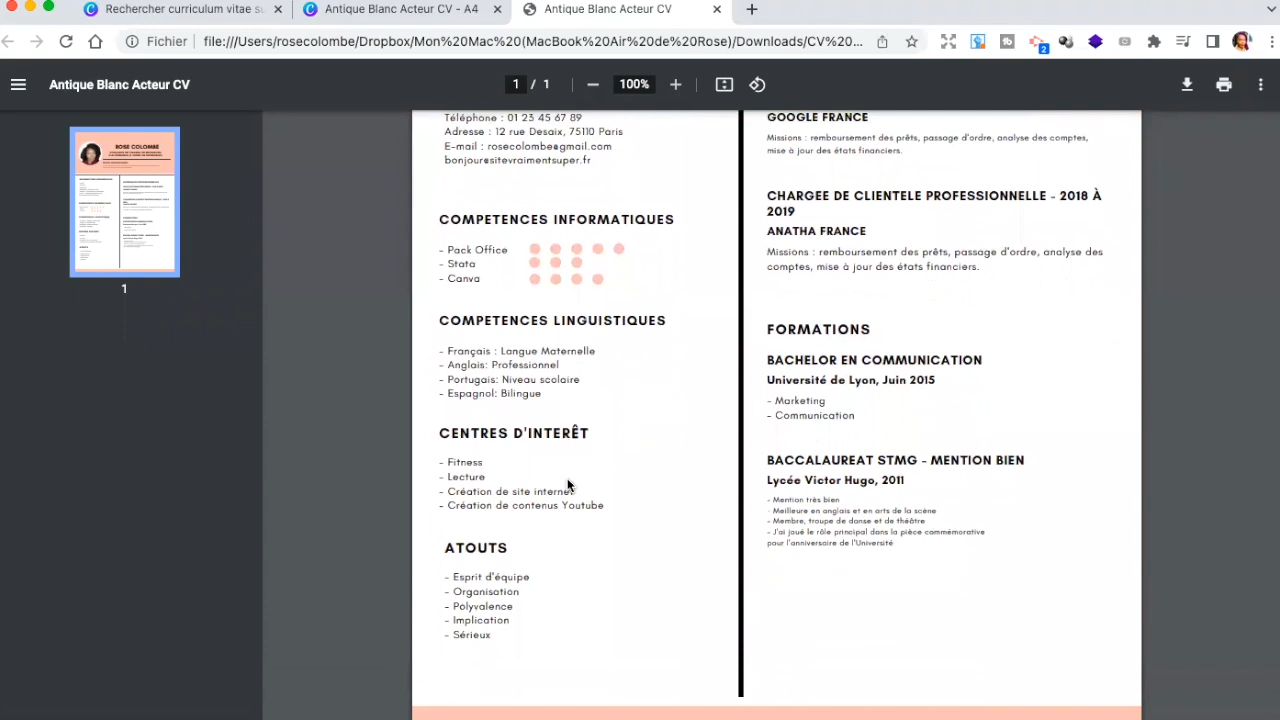 Rechercher curriculum vitae su
Antique Blanc Acteur CV - A4
Antique Blanc Acteur CV
Fichier
file:///Users/rosecolombe/Dropbox/Mon%20Mac%20(MacBook%20Air%20de%20Rose)/Downloads/CV%20...
2
Antique Blanc Acteur CV
1 / 1
100%
ROSE COLOMBE
1
Téléphone : 01 23 45 67 89
Adresse : 12 rue Desaix, 75110 Paris
E-mail : rosecolombe@gmail.com
bonjour@sitevraimentsuper.fr
COMPETENCES INFORMATIQUES
- Pack Office
- Stata
- Canva
COMPETENCES LINGUISTIQUES
- Français : Langue Maternelle
- Anglais: Professionnel
- Portugais: Niveau scolaire
- Espagnol: Bilingue
CENTRES D'INTERÊT
- Fitness
- Lecture
- Création de site internet
- Création de contenus Youtube
ATOUTS
- Esprit d'équipe
- Organisation
- Polyvalence
- Implication
- Sérieux
GOOGLE FRANCE
Missions : remboursement des prêts, passage d'ordre, analyse des comptes,
mise à jour des états financiers.
CHARGEE DE CLIENTELE PROFESSIONNELLE - 2018 À
2019
ANATHA FRANCE
Missions : remboursement des prêts, passage d'ordre, analyse des
comptes, mise à jour des états financiers.
FORMATIONS
BACHELOR EN COMMUNICATION
Université de Lyon, Juin 2015
- Marketing
- Communication
BACCALAUREAT STMG - MENTION BIEN
Lycée Victor Hugo, 2011
- Mention très bien
- Meilleure en anglais et en arts de la scène
- Membre, troupe de danse et de théâtre
- J'ai joué le rôle principal dans la pièce commémorative
pour l'anniversaire de l'Université